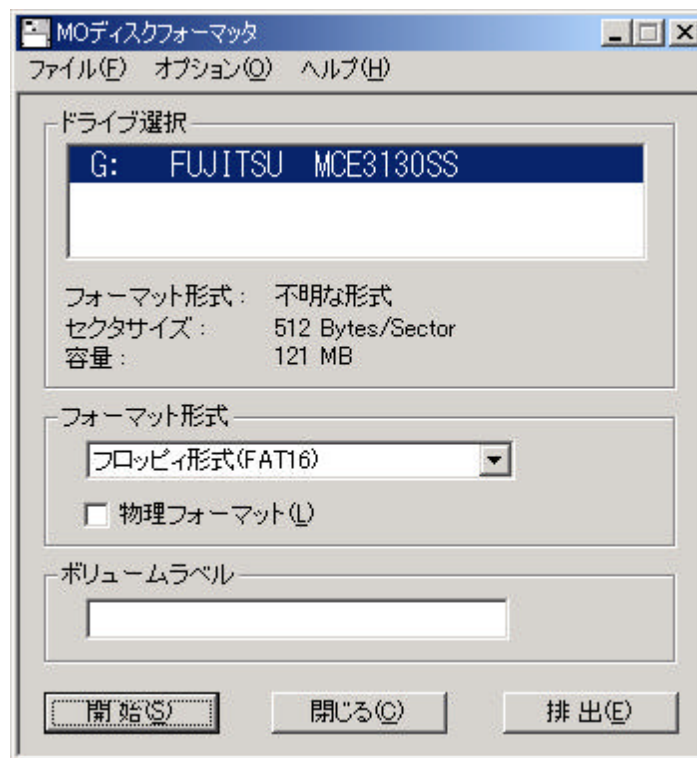 MOディスクフォーマッタ
ファイル(F) オプション(O) ヘルプ(H)
ドライブ選択
G: FUJITSU MCE3130SS
フォーマット形式： 不明な形式
セクタサイズ： 512 Bytes/Sector
容量： 121 MB
フォーマット形式
フロッピィ形式(FAT16)
物理フォーマット(L)
ボリュームラベル
開始(S) 閉じる(C) 排出(E)